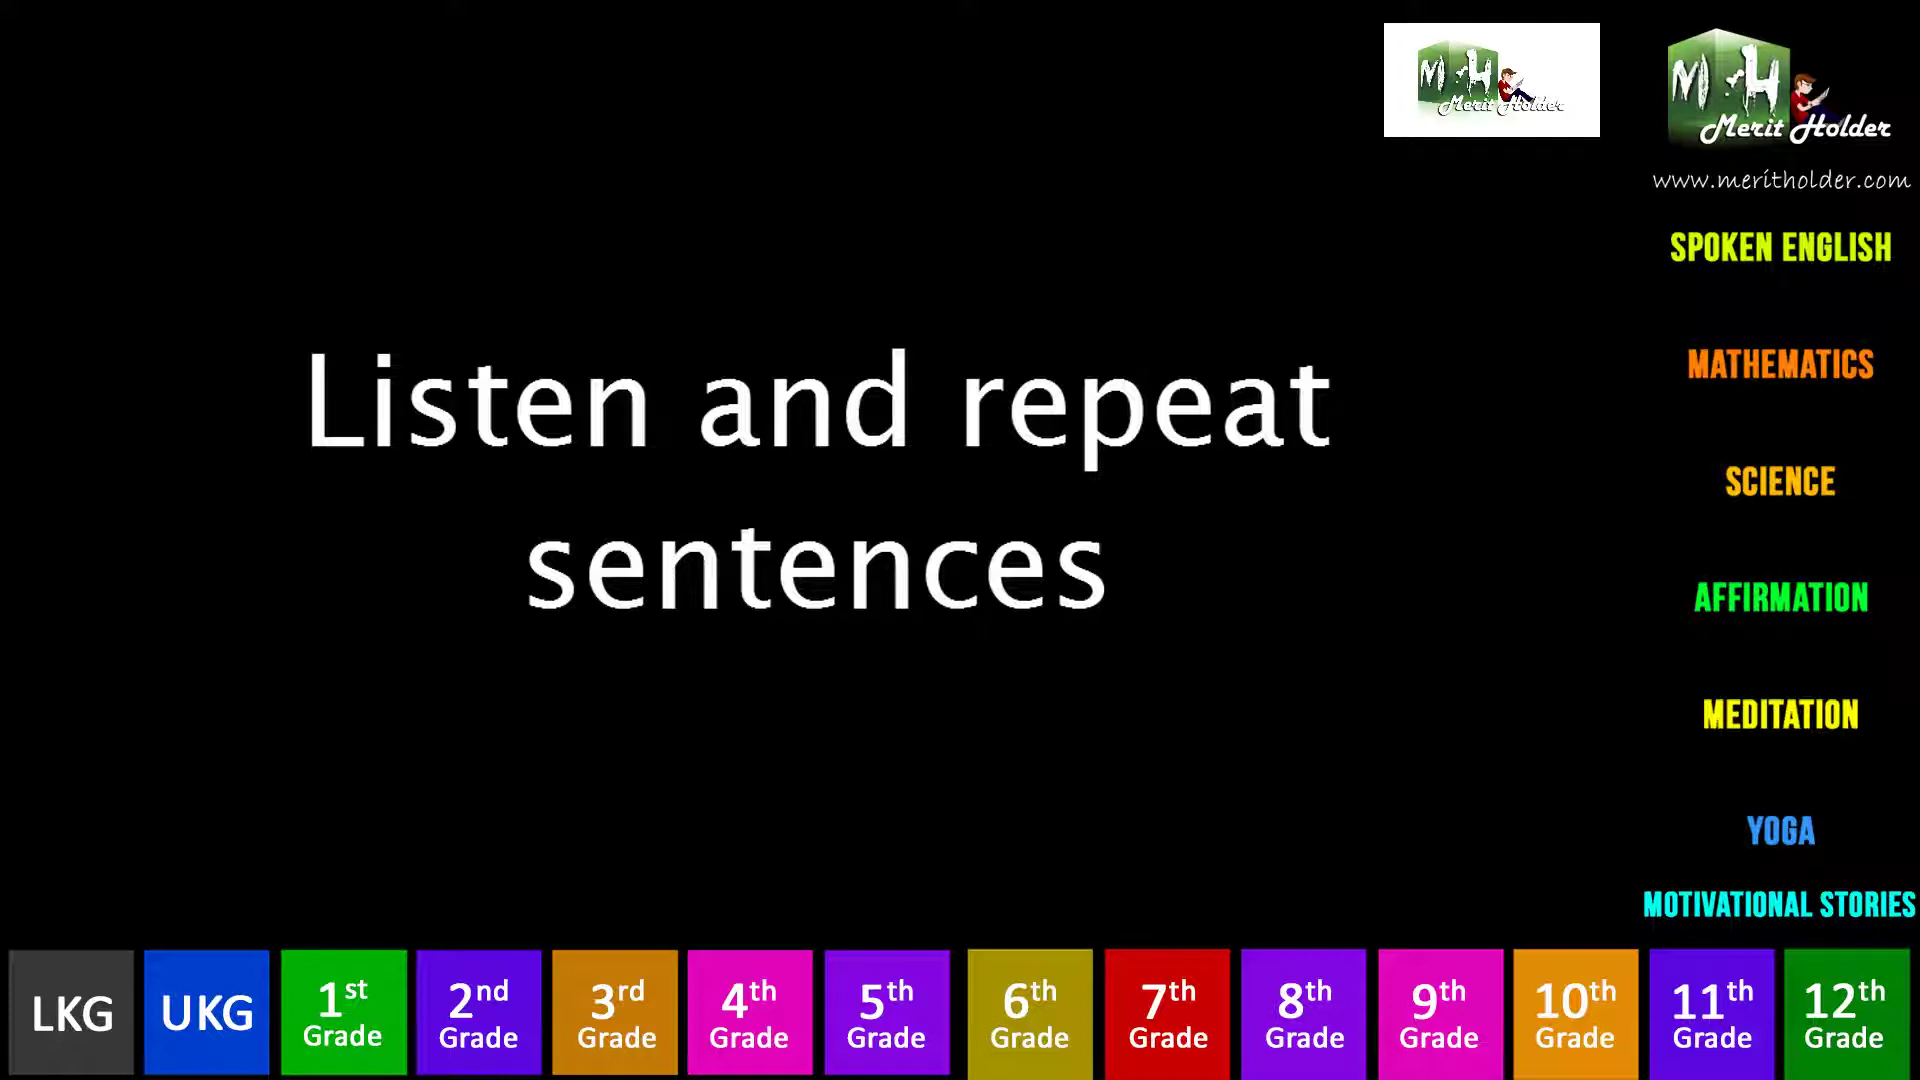 M H
Merit Holder
M H
Merit Holder
www.meritholder.com
SPOKEN ENGLISH
MATHEMATICS
Listen and repeat
sentences
SCIENCE
AFFIRMATION
MEDITATION
YOGA
MOTIVATIONAL STORIES
LKG
UKG
1st
Grade
2nd
Grade
3rd
Grade
4th
Grade
5th
Grade
6th
Grade
7th
Grade
8th
Grade
9th
Grade
10th
Grade
11th
Grade
12th
Grade